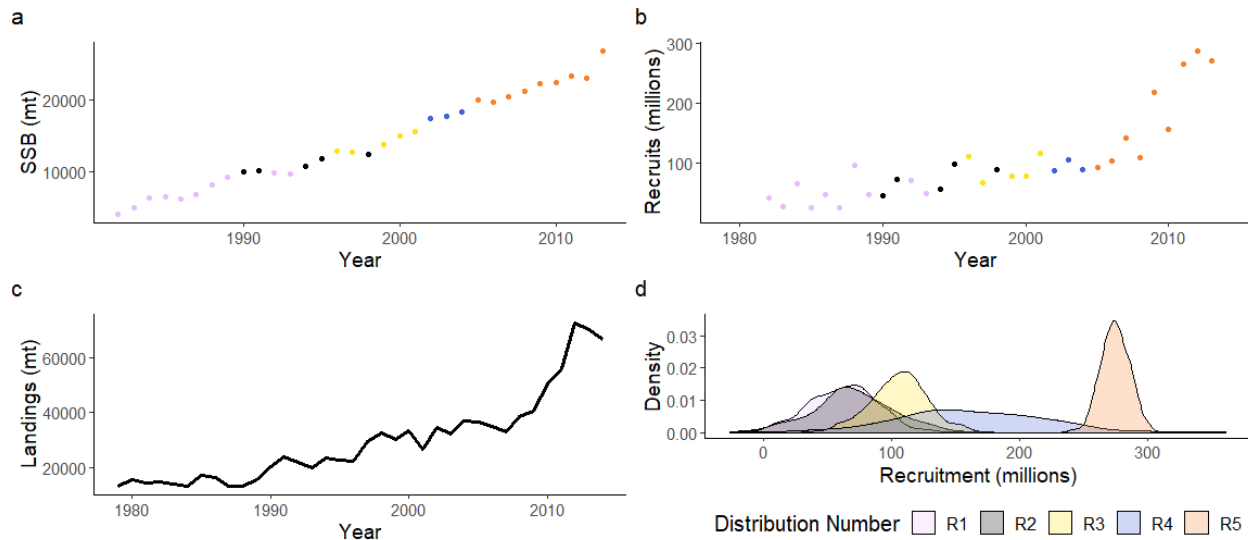 a
SSB (mt)
20000
10000
1990
2000
2010
Year
b
Recruits (millions)
300
200
100
1980
1990
2000
2010
Year
c
Landings (mt)
60000
40000
20000
1980
1990
2000
2010
Year
d
Density
0.03
0.02
0.01
0.00
0
100
200
300
Recruitment (millions)
Distribution Number R1 R2 R3 R4 R5